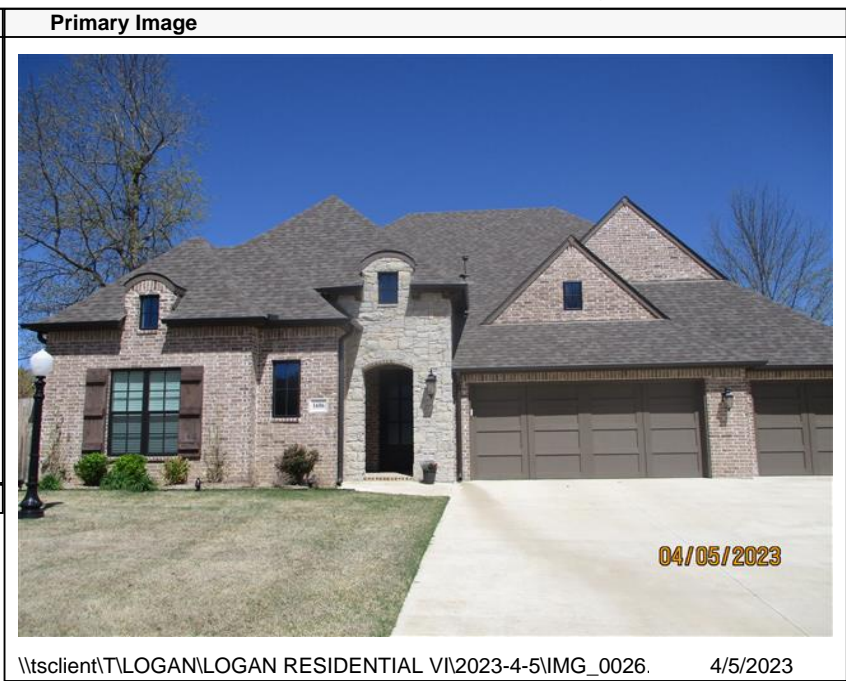 Primary Image
04/05/2023
\\tsclient\T\LOGAN\LOGAN RESIDENTIAL VI\2023-4-5\IMG_0026. 4/5/2023